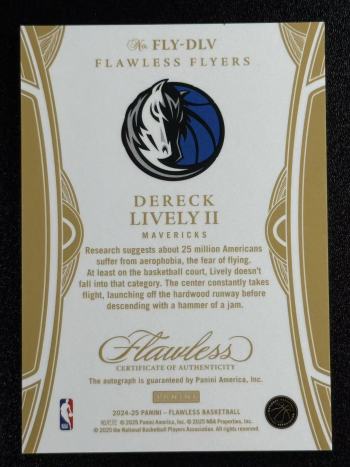 No. FLY-DLV
FLAWLESS FLYERS
DERECK
LIVELY II
MAVERICKS
Research suggests about 25 million Americans
suffer from aerophobia, the fear of flying.
At least on the basketball court, Lively doesn't
fall into that category. The center constantly takes
flight, launching off the hardwood runway before
descending with a hammer of a jam.
Flawless
CERTIFICATE OF AUTHENTICITY
The autograph is guaranteed by Panini America, Inc.
PANINI
2024-25 PANINI – FLAWLESS BASKETBALL
© 2025 Panini America, Inc. © 2025 NBA Properties, Inc.
© 2025 the National Basketball Players Association. All rights reserved.
NBA